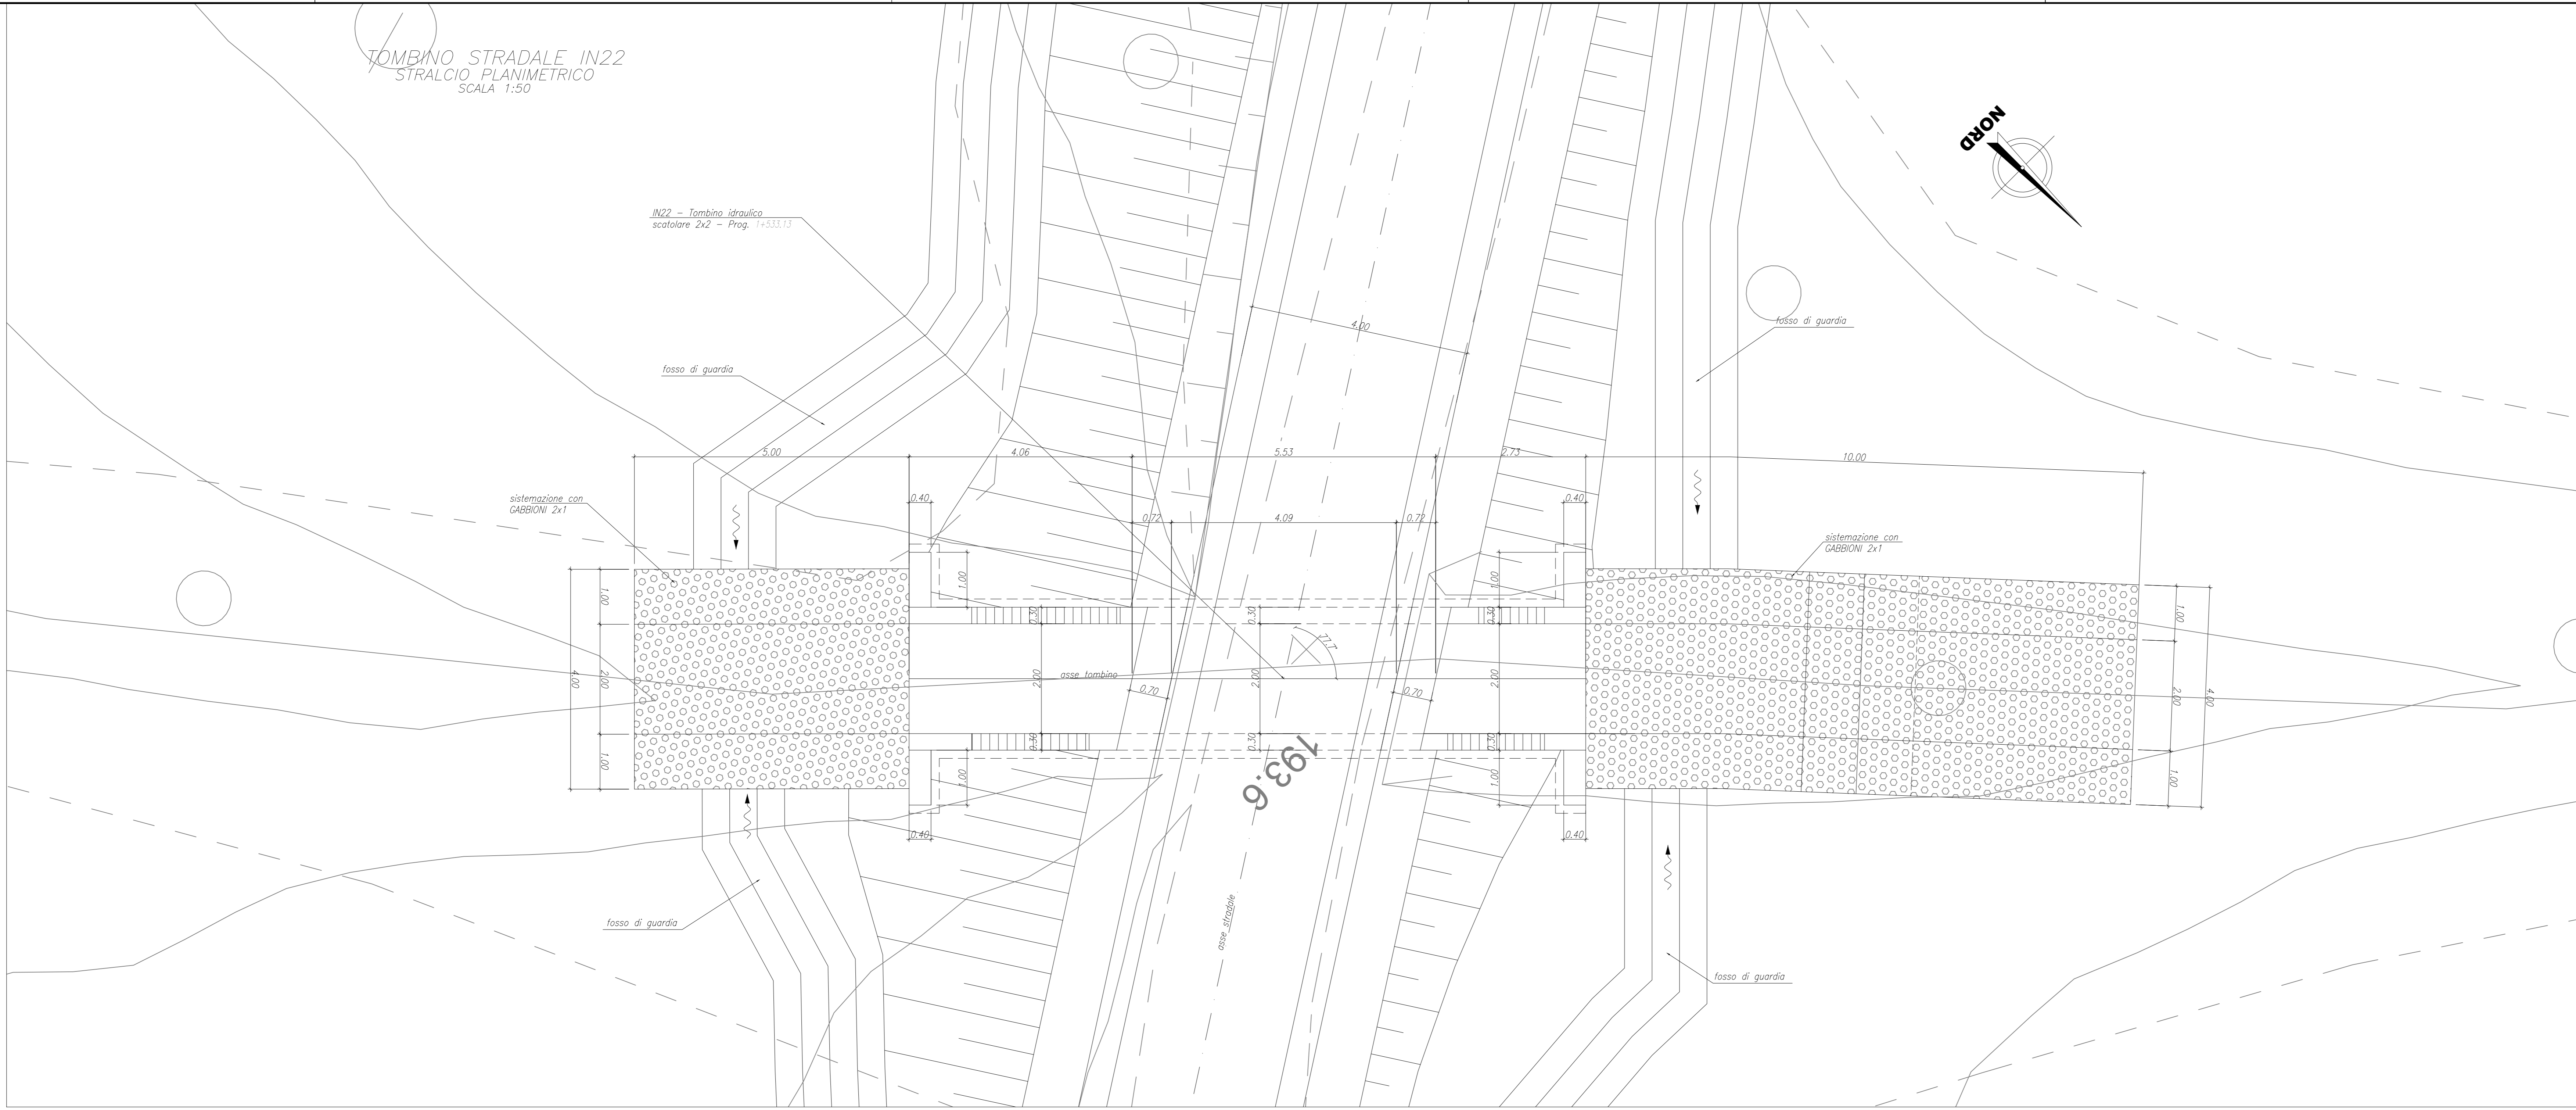 TOMBINO STRADALE IN22
STRALCIO PLANIMETRICO
SCALA 1:50
NORD
IN22 - Tombino idraulico
scatolare 2x2 - Prog. 1+533.13
fosso di guardia
fosso di guardia
4.00
5.00
4.06
5.53
2.73
10.00
sistemazione con
GABBIONI 2x1
0.40
0.40
0.72
4.09
0.72
sistemazione con
GABBIONI 2x1
1.00
1.00
1.00
1.00
0.30
0.30
0.30
77.7°
4.00
2.00
2.00
2.00
2.00
2.00
4.00
asse tombino
0.70
0.70
0.30
0.30
0.30
1.00
1.00
1.00
1.00
193.6
0.40
0.40
asse stradale
fosso di guardia
fosso di guardia